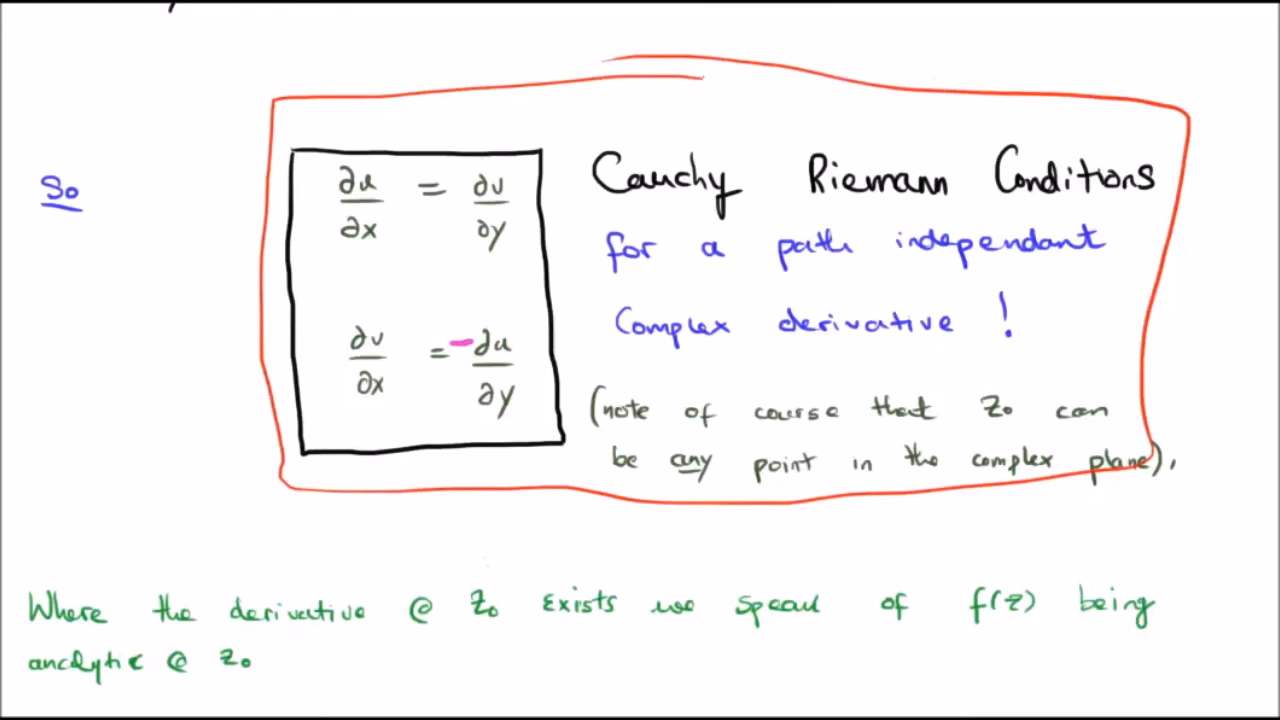 So
∂u/∂x = ∂v/∂y
∂v/∂x = -∂u/∂y
Cauchy Riemann Conditions
for a path independant
Complex derivative !
(note of course that Z₀ can
be any point in the complex plane).
Where the derivative @ Z₀ exists we speak of f(z) being
analytic @ Z₀